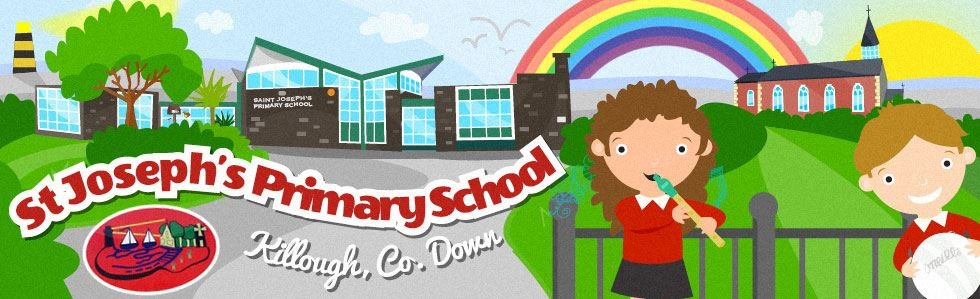 SAINT JOSEPH'S
PRIMARY SCHOOL
St Joseph's Primary School
Killough, Co. Down